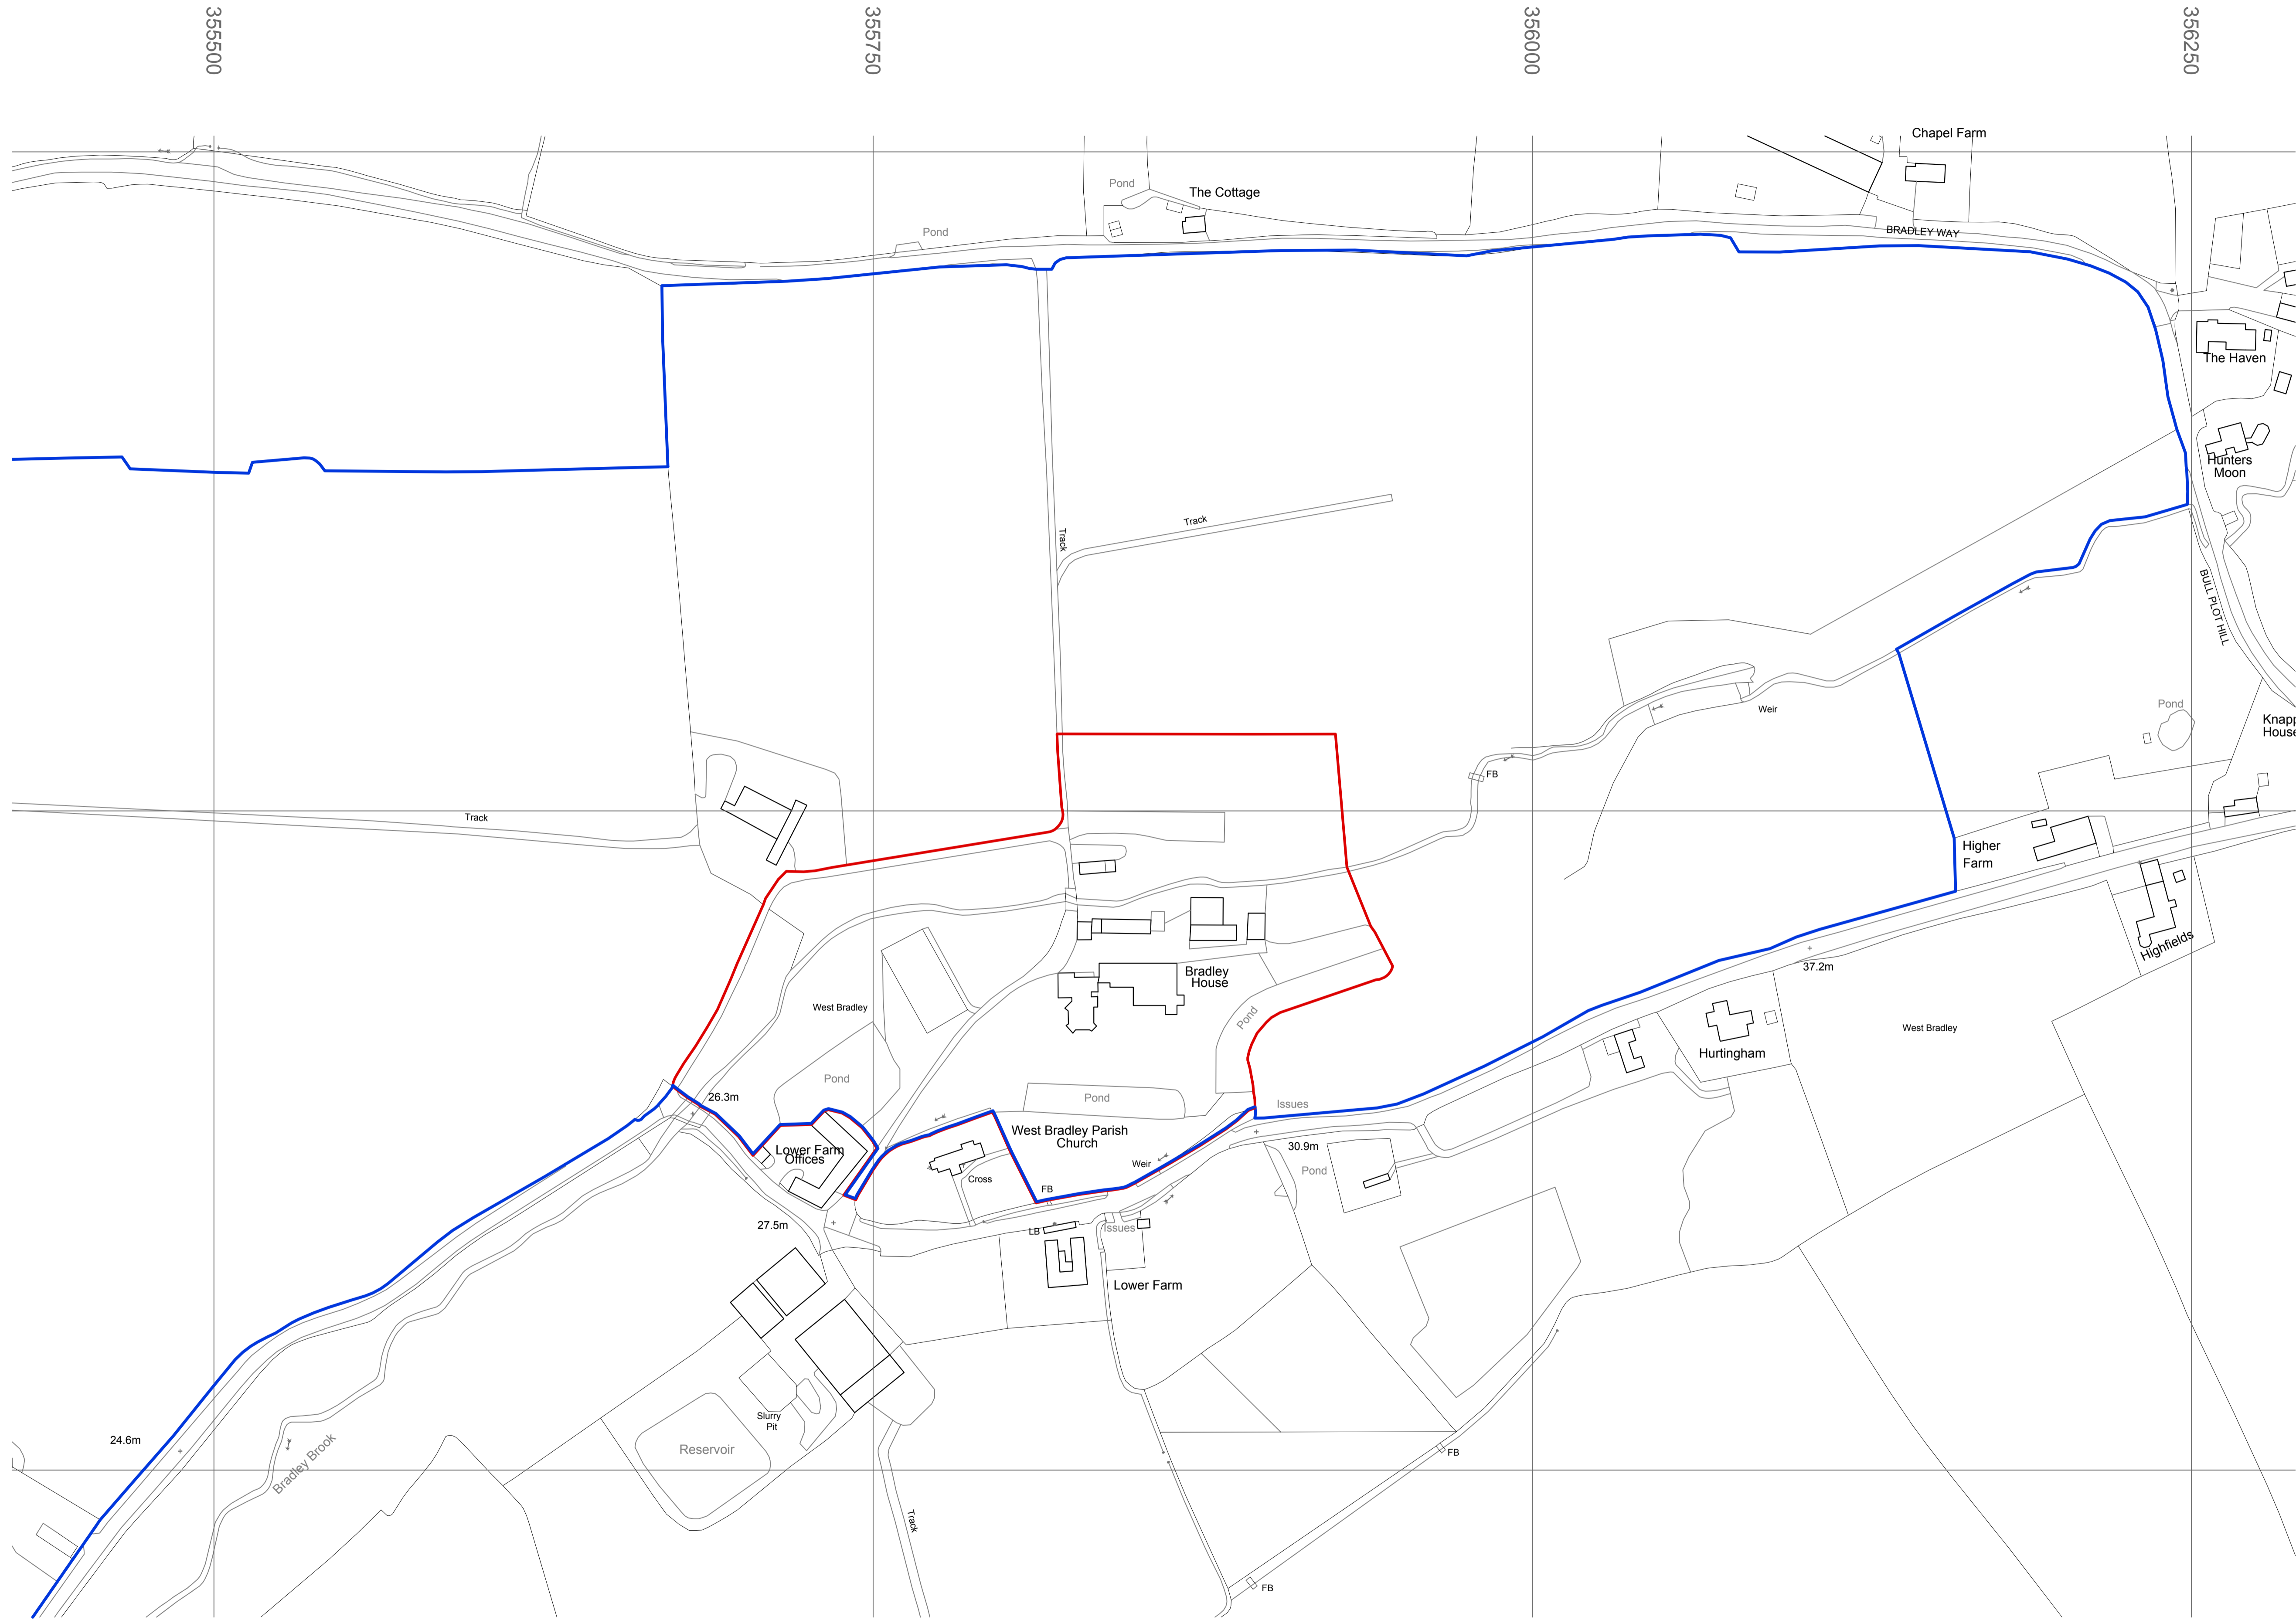 355500
355750
356000
356250
Chapel Farm
Pond
The Cottage
Pond
BRADLEY WAY
The Haven
Hunters
Moon
Track
Track
BULL PLOT HILL
Pond
Weir
Knapp
House
FB
Track
Higher
Farm
Highfields
37.2m
Bradley
House
West Bradley
Pond
West Bradley
Hurtingham
Pond
26.3m
Pond
Issues
West Bradley Parish
Church
Lower Farm
Offices
30.9m
Weir
Pond
Cross
FB
27.5m
LB
Issues
Lower Farm
Slurry
Pit
24.6m
Reservoir
FB
Bradley Brook
Track
FB